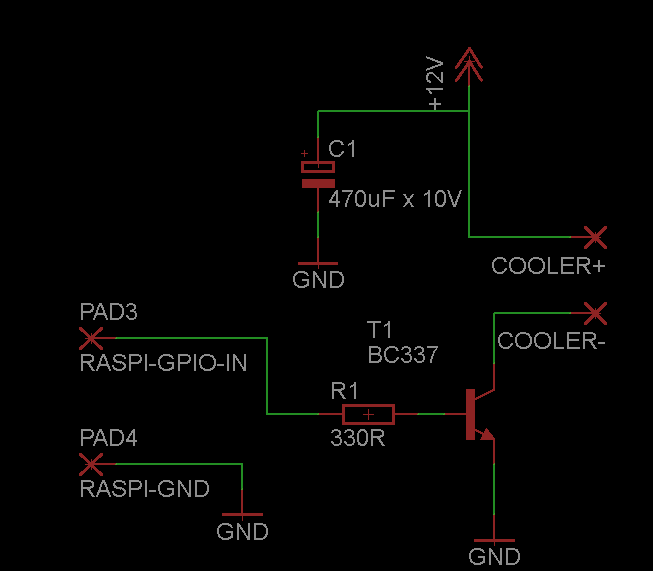 +12V
+
C1
470uF x 10V
GND
COOLER+
PAD3
RASPI-GPIO-IN
T1
BC337
COOLER-
R1
330R
PAD4
RASPI-GND
GND
GND